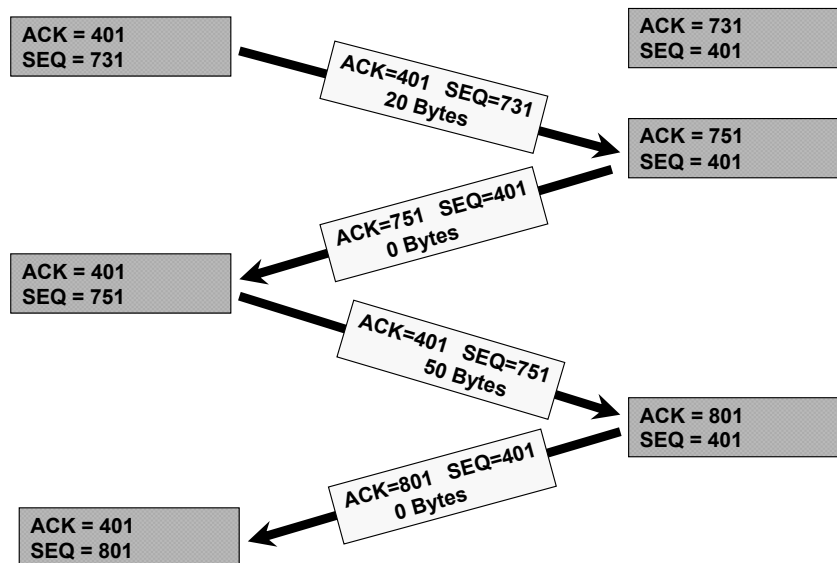 ACK = 401
SEQ = 731
ACK = 731
SEQ = 401
ACK=401 SEQ=731
20 Bytes
ACK = 751
SEQ = 401
ACK=751 SEQ=401
0 Bytes
ACK = 401
SEQ = 751
ACK=401 SEQ=751
50 Bytes
ACK = 801
SEQ = 401
ACK=801 SEQ=401
0 Bytes
ACK = 401
SEQ = 801